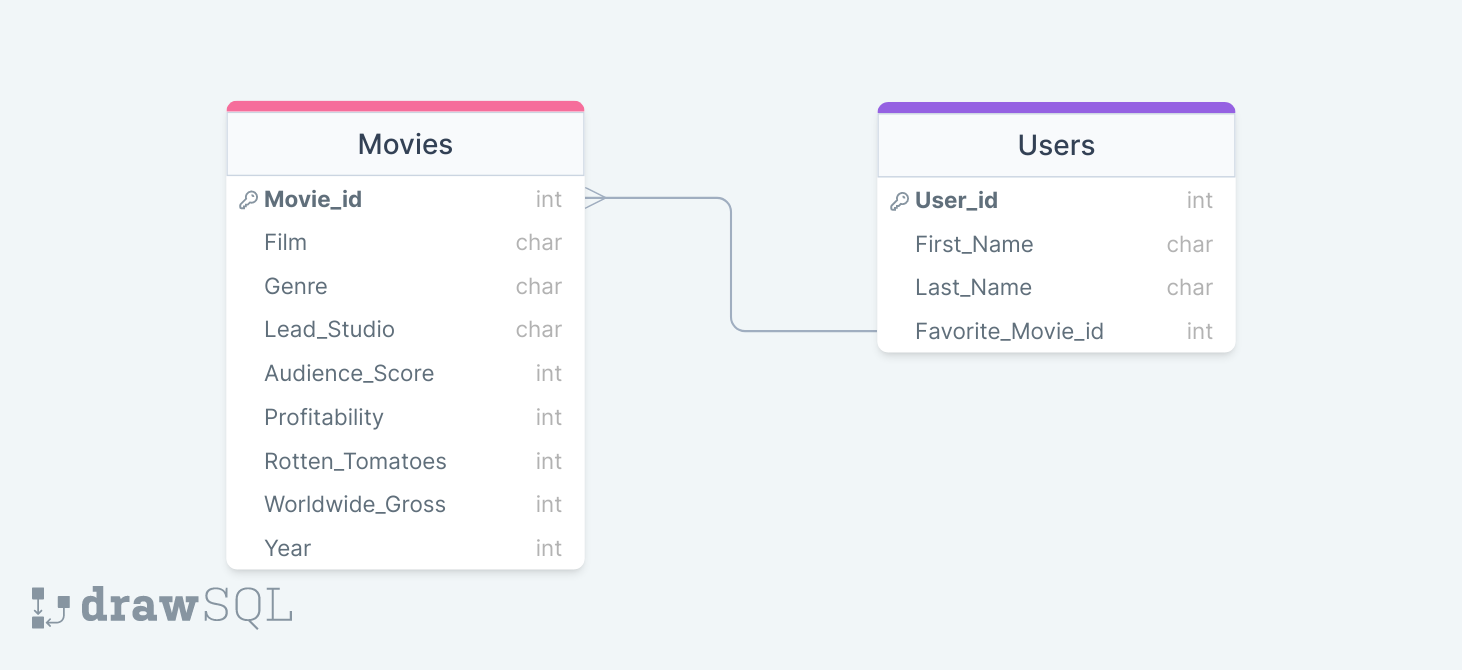 Movies
Movie_id int
Film char
Genre char
Lead_Studio char
Audience_Score int
Profitability int
Rotten_Tomatoes int
Worldwide_Gross int
Year int
Users
User_id int
First_Name char
Last_Name char
Favorite_Movie_id int
drawSQL